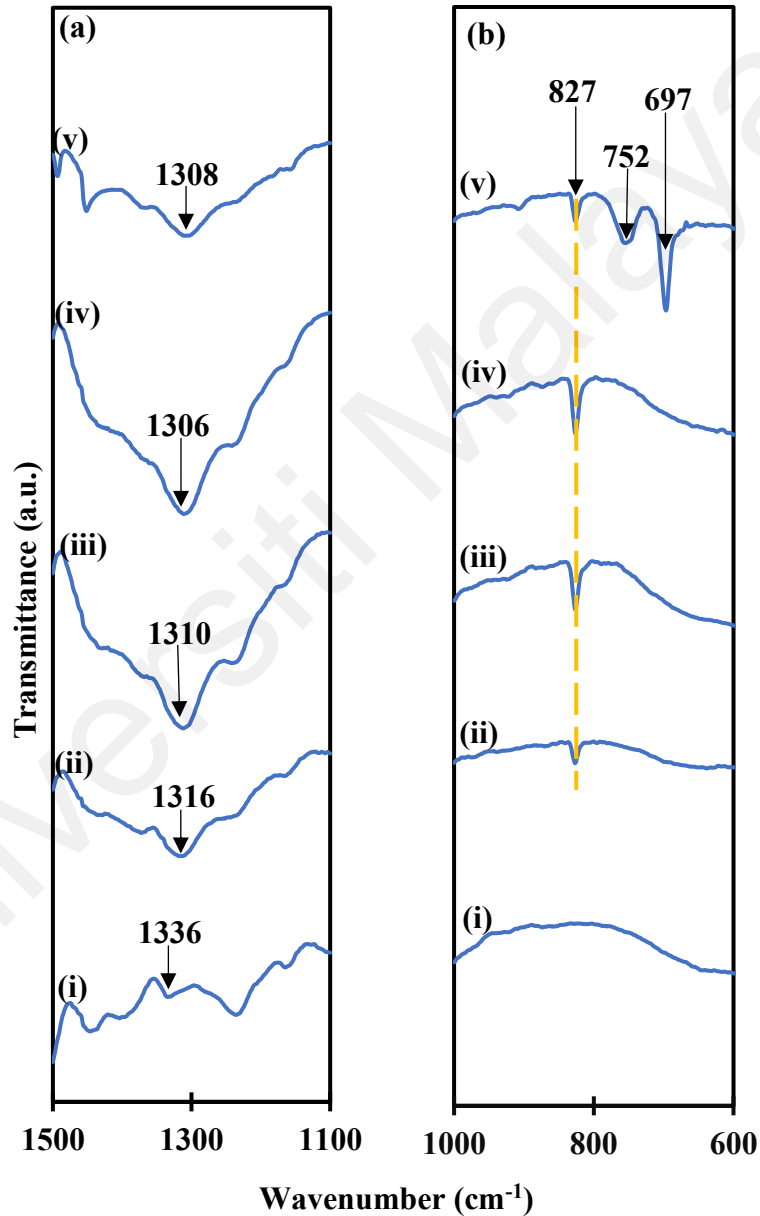 (a)
(v)
1308
(iv)
1306
(iii)
1310
(ii)
1316
1336
(i)
1500
1300
1100
(b)
827
697
752
(v)
(iv)
(iii)
(ii)
(i)
1000
800
600
Transmittance (a.u.)
Wavenumber (cm⁻¹)
versiti Malaya